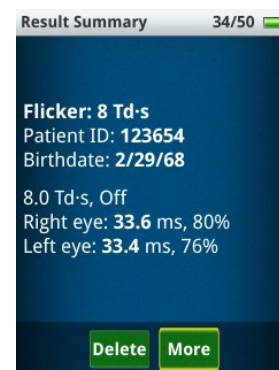 Result Summary 34/50
Flicker: 8 Td·s
Patient ID: 123654
Birthdate: 2/29/68
8.0 Td·s, Off
Right eye: 33.6 ms, 80%
Left eye: 33.4 ms, 76%
Delete More